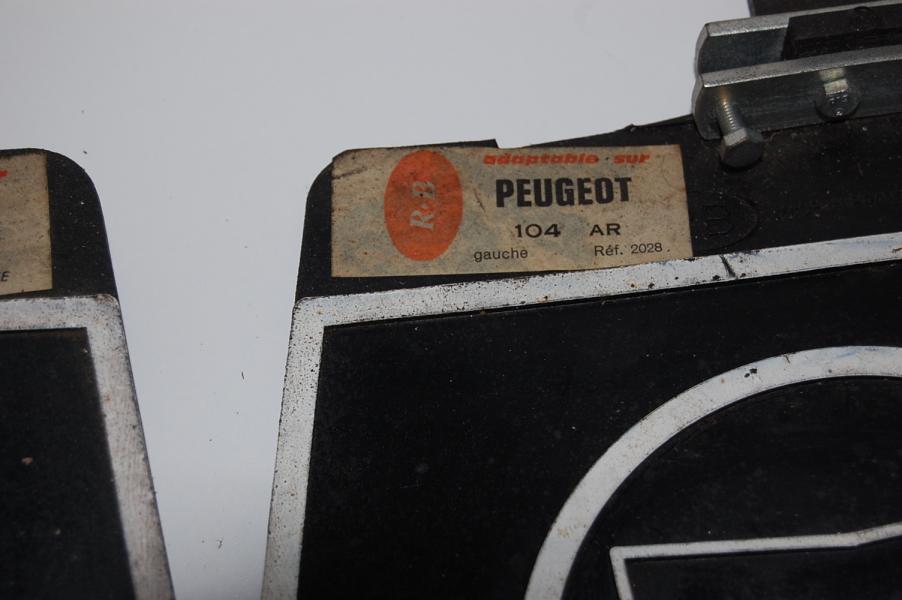 R.B
adaptable sur
PEUGEOT
104 AR
gauche Réf. 2028
E
B